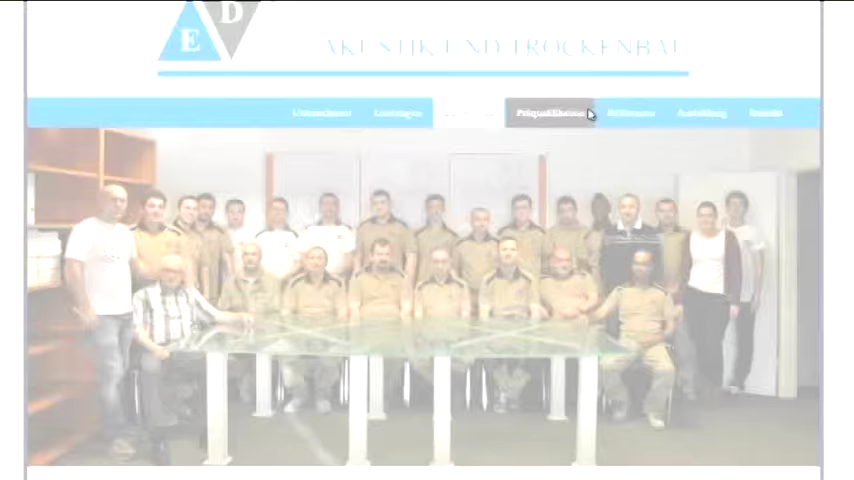 E D
AKUSTIK UND TROCKENBAU
Unternehmen Leistungen Präqualifikation Referenzen Ausbildung Kontakt